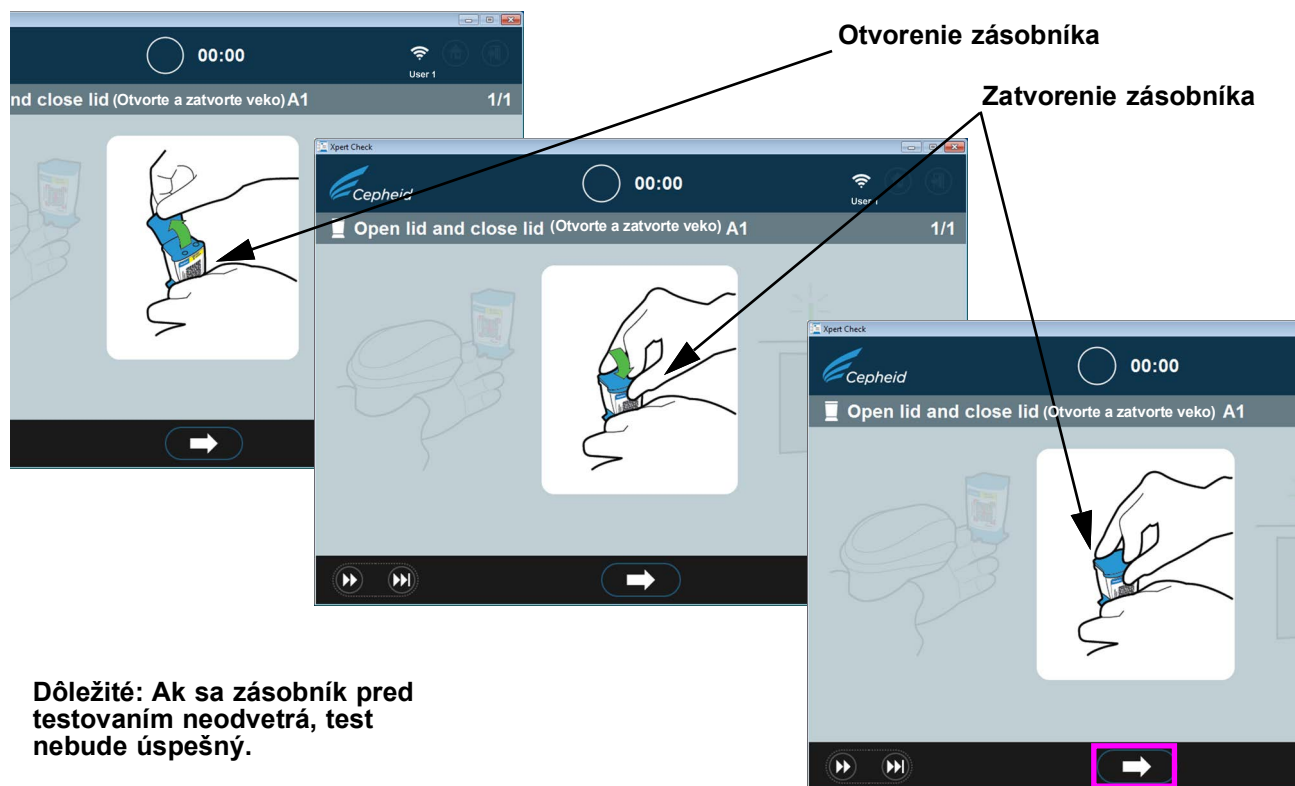 Otvorenie zásobníka
Zatvorenie zásobníka
00:00
User 1
nd close lid (Otvorte a zatvorte veko) A1
1/1
Xpert Check
Cepheid
00:00
User 1
Open lid and close lid (Otvorte a zatvorte veko) A1
1/1
Xpert Check
Cepheid
00:00
Open lid and close lid (Otvorte a zatvorte veko) A1
Dôležité: Ak sa zásobník pred
testovaním neodvetrá, test
nebude úspešný.